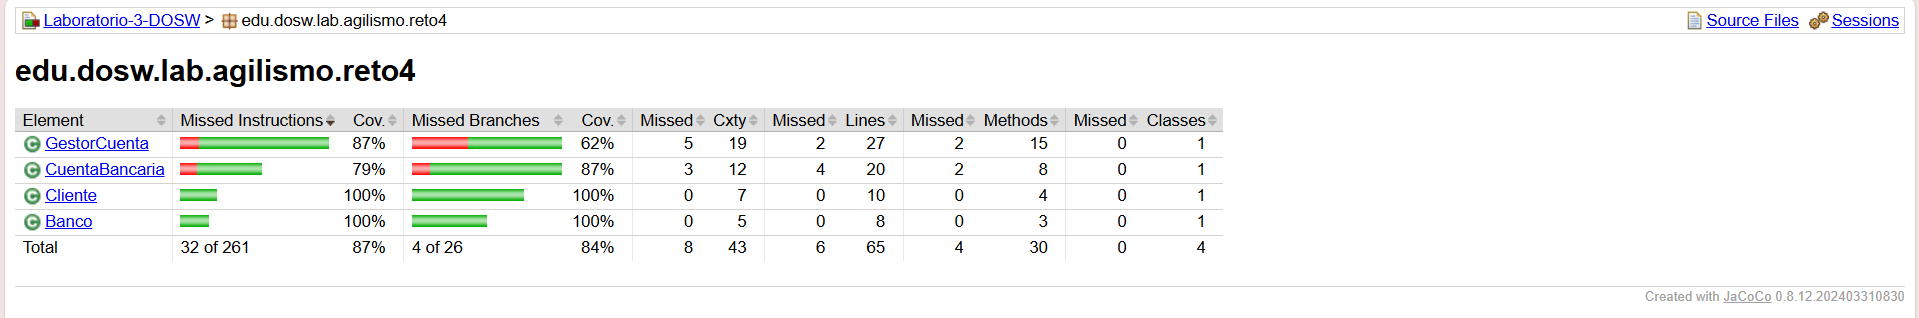 Laboratorio-3-DOSW > edu.dosw.lab.agilismo.reto4 Source Files Sessions
edu.dosw.lab.agilismo.reto4
Element Missed Instructions Cov. Missed Branches Cov. Missed Cxty Missed Lines Missed Methods Missed Classes
GestorCuenta 87% 62% 5 19 2 27 2 15 0 1
CuentaBancaria 79% 87% 3 12 4 20 2 8 0 1
Cliente 100% 100% 0 7 0 10 0 4 0 1
Banco 100% 100% 0 5 0 8 0 3 0 1
Total 32 of 261 87% 4 of 26 84% 8 43 6 65 4 30 0 4
Created with JaCoCo 0.8.12.202403310830